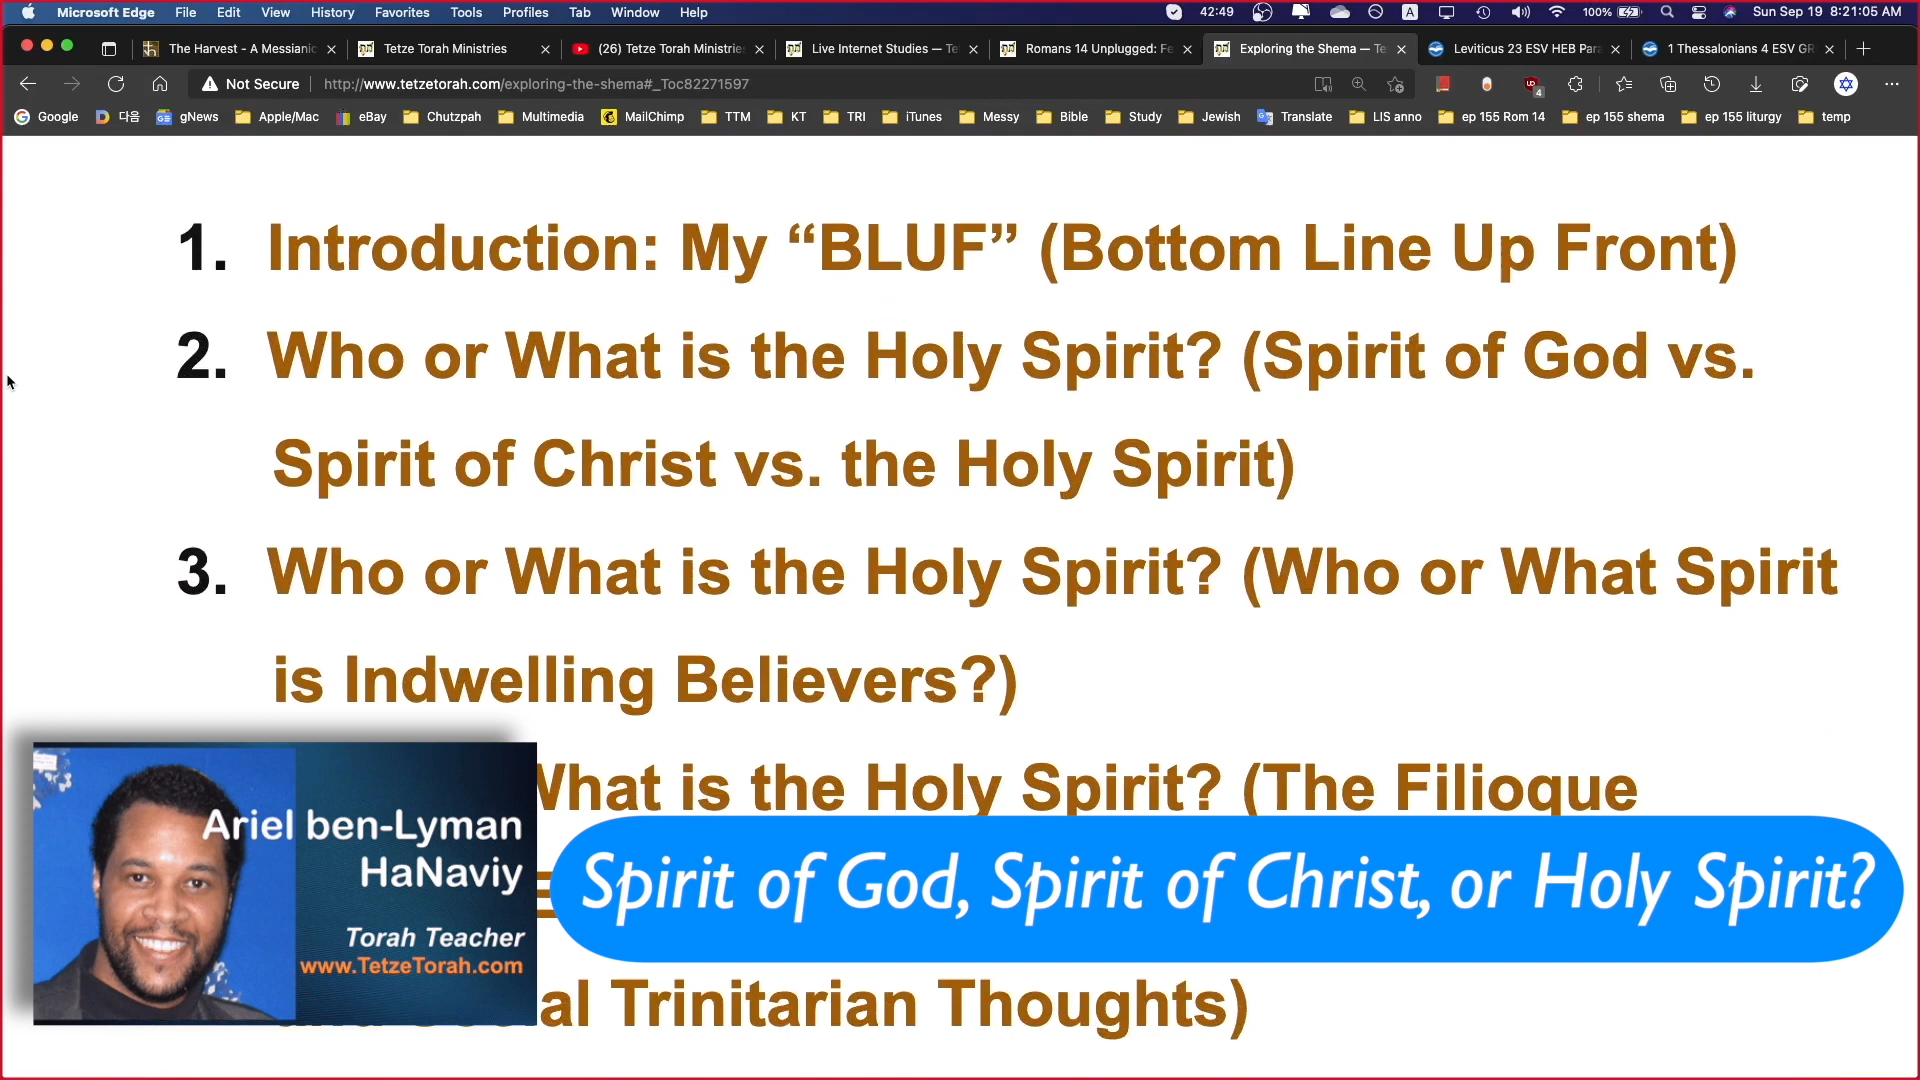 Microsoft Edge File Edit View History Favorites Tools Profiles Tab Window Help 42:49 A 100% Sun Sep 19 8:21:05 AM
The Harvest - A Messianic Tetze Torah Ministries (26) Tetze Torah Ministries Live Internet Studies — Te Romans 14 Unplugged: Fe Exploring the Shema — Te Leviticus 23 ESV HEB Para 1 Thessalonians 4 ESV GR
Not Secure http://www.tetzetorah.com/exploring-the-shema#_Toc82271597 4
Google 다음 gNews Apple/Mac eBay Chutzpah Multimedia MailChimp TTM KT TRI iTunes Messy Bible Study Jewish Translate LIS anno ep 155 Rom 14 ep 155 shema ep 155 liturgy temp
1. Introduction: My “BLUF” (Bottom Line Up Front)
2. Who or What is the Holy Spirit? (Spirit of God vs.
Spirit of Christ vs. the Holy Spirit)
3. Who or What is the Holy Spirit? (Who or What Spirit
is Indwelling Believers?)
What is the Holy Spirit? (The Filioque
Ariel ben-Lyman
HaNaviy
Torah Teacher
www.TetzeTorah.com
Spirit of God, Spirit of Christ, or Holy Spirit?
al Trinitarian Thoughts)